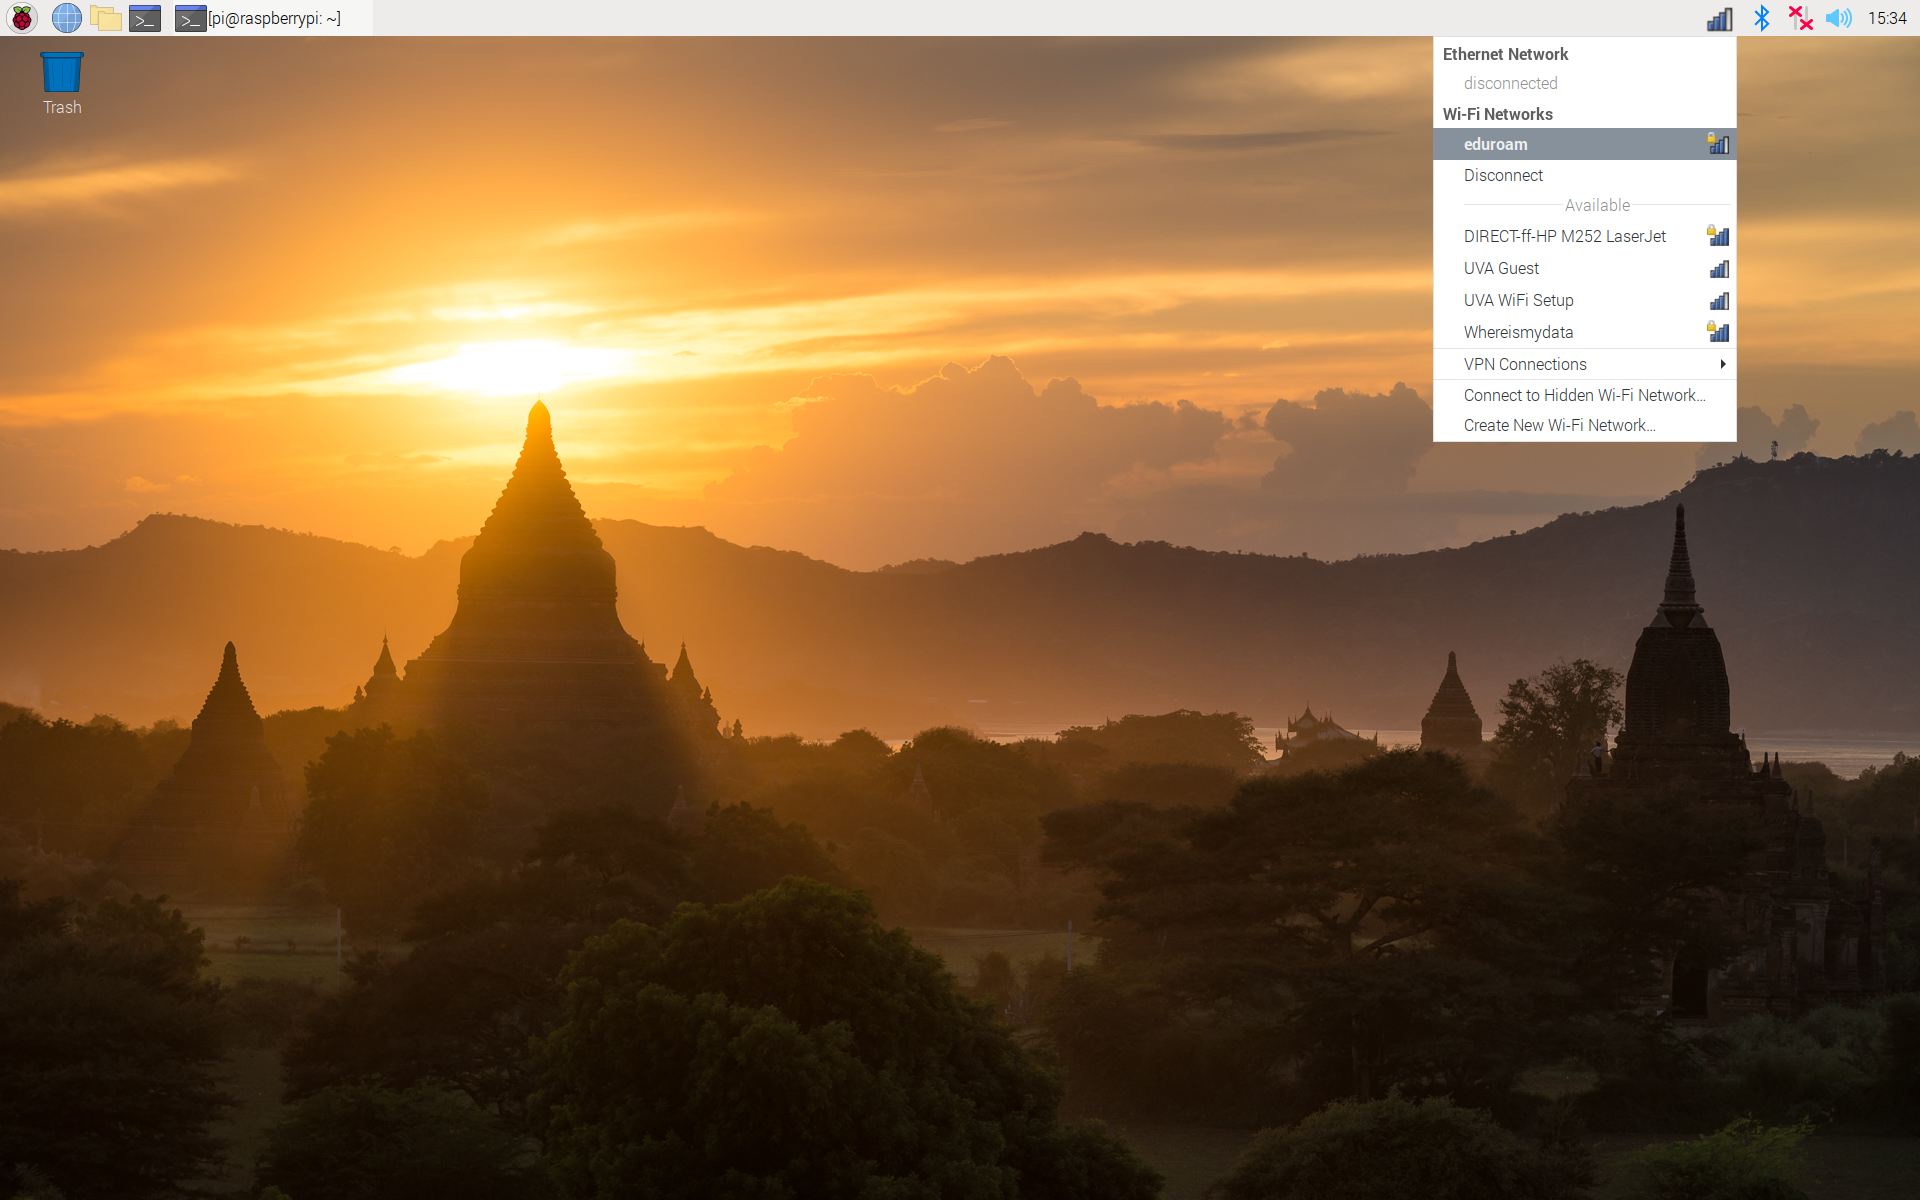 [pi@raspberrypi: ~]
15:34
Trash
Ethernet Network
disconnected
Wi-Fi Networks
eduroam
Disconnect
Available
DIRECT-ff-HP M252 LaserJet
UVA Guest
UVA WiFi Setup
Whereismydata
VPN Connections
Connect to Hidden Wi-Fi Network...
Create New Wi-Fi Network...